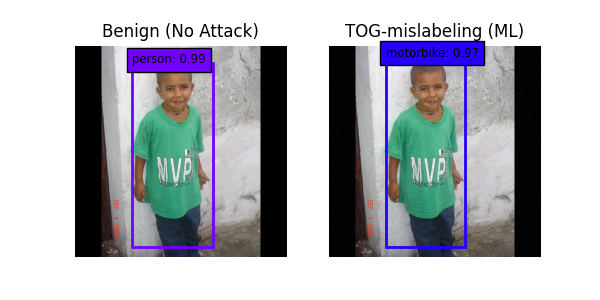 Benign (No Attack)
TOG-mislabeling (ML)
person: 0.99
motorbike: 0.97
MVP
MVP